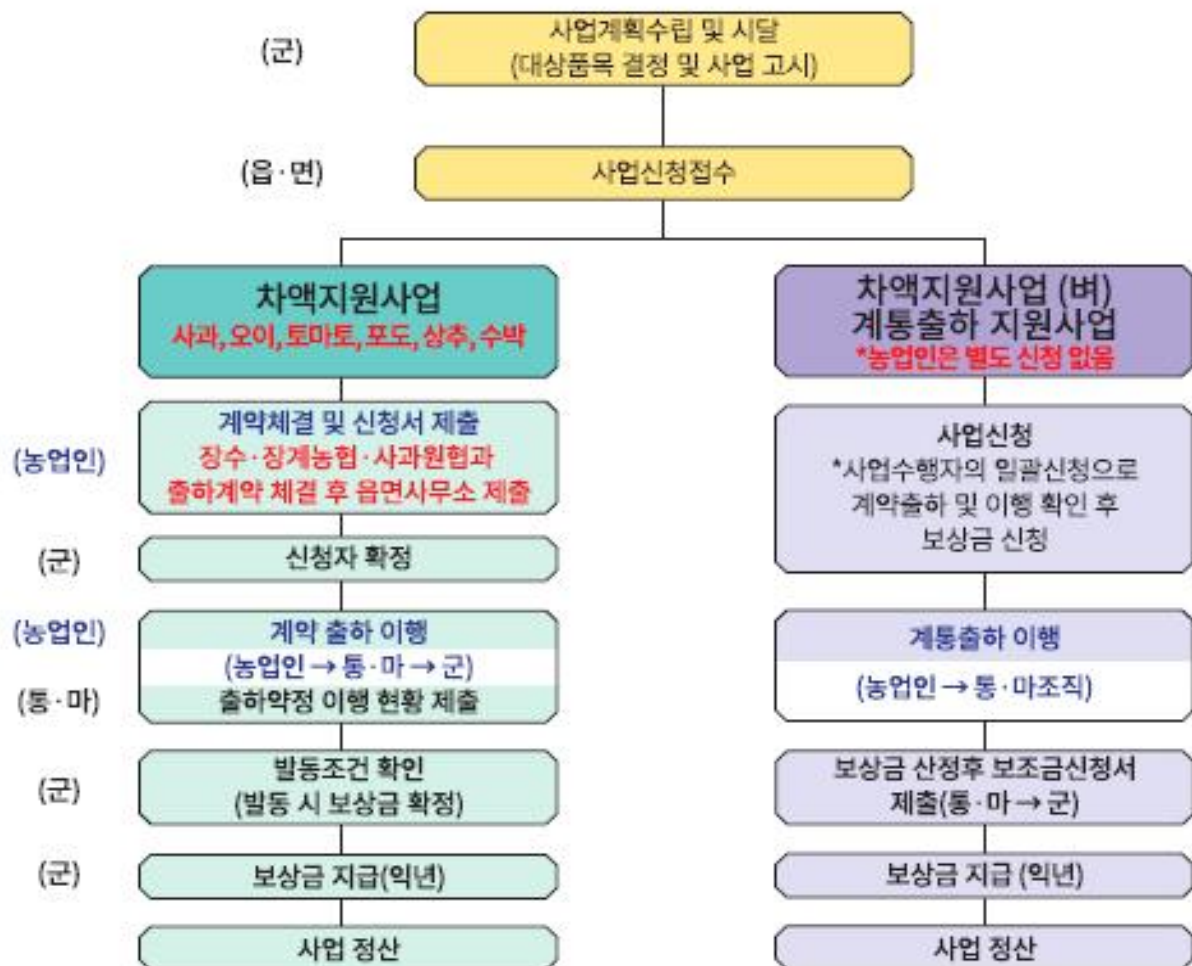 (군)
사업계획수립 및 시달
(대상품목 결정 및 사업 고시)
(읍·면)
사업신청접수
차액지원사업
사과, 오이, 토마토, 포도, 상추, 수박
차액지원사업 (벼)
계통출하 지원사업
*농업인은 별도 신청 없음
(농업인)
계약체결 및 신청서 제출
장수·장계농협·사과원협과
출하계약 체결 후 읍면사무소 제출
사업신청
*사업수행자의 일괄신청으로
계약출하 및 이행 확인 후
보상금 신청
(군)
신청자 확정
(농업인)
계약 출하 이행
(농업인 → 통·마 → 군)
(통·마)
출하약정 이행 현황 제출
계통출하 이행
(농업인 → 통·마조직)
(군)
발동조건 확인
(발동 시 보상금 확정)
보상금 산정후 보조금신청서
제출(통·마 → 군)
(군)
보상금 지급(익년)
보상금 지급 (익년)
사업 정산
사업 정산